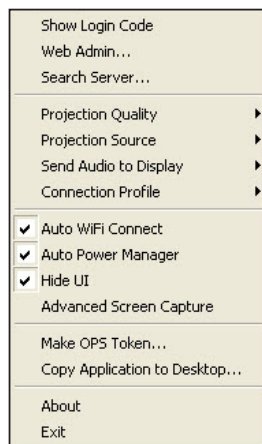 Show Login Code
Web Admin...
Search Server...
Projection Quality
Projection Source
Send Audio to Display
Connection Profile
Auto WiFi Connect
Auto Power Manager
Hide UI
Advanced Screen Capture
Make OPS Token...
Copy Application to Desktop...
About
Exit